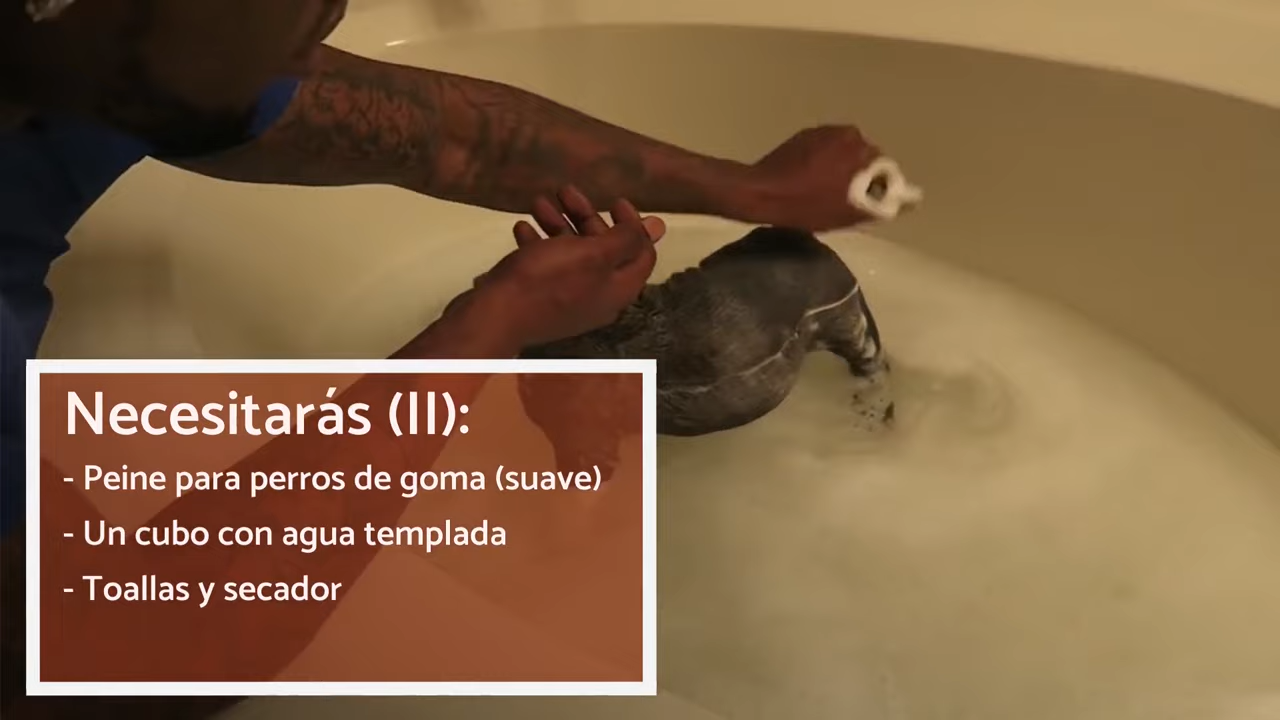 Necesitarás (II):
- Peine para perros de goma (suave)
- Un cubo con agua templada
- Toallas y secador